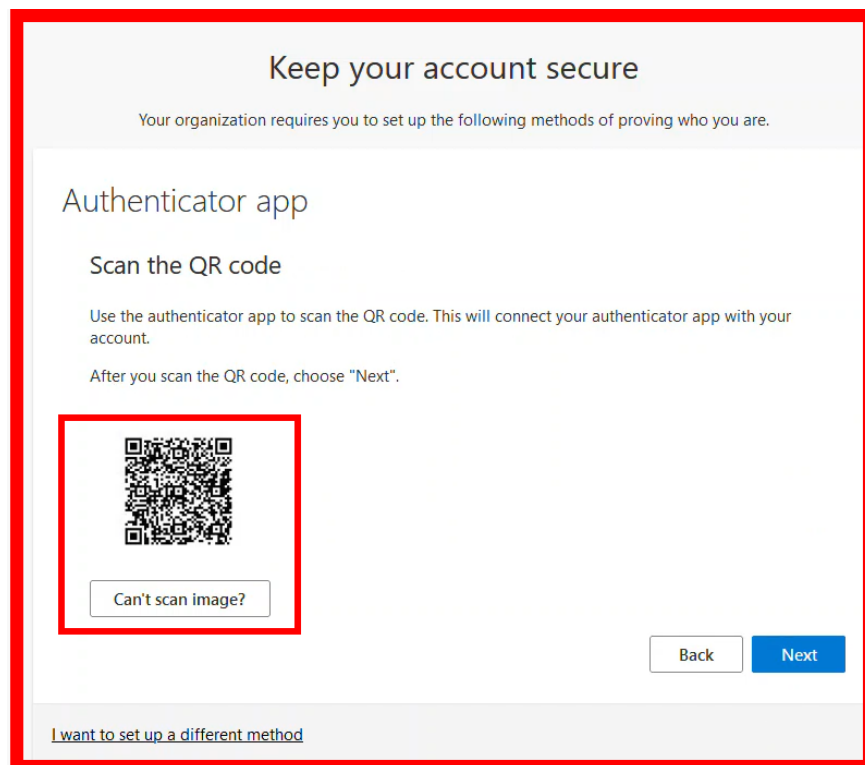 Keep your account secure
Your organization requires you to set up the following methods of proving who you are.
Authenticator app
Scan the QR code
Use the authenticator app to scan the QR code. This will connect your authenticator app with your
account.
After you scan the QR code, choose "Next".
Can't scan image?
Back
Next
I want to set up a different method